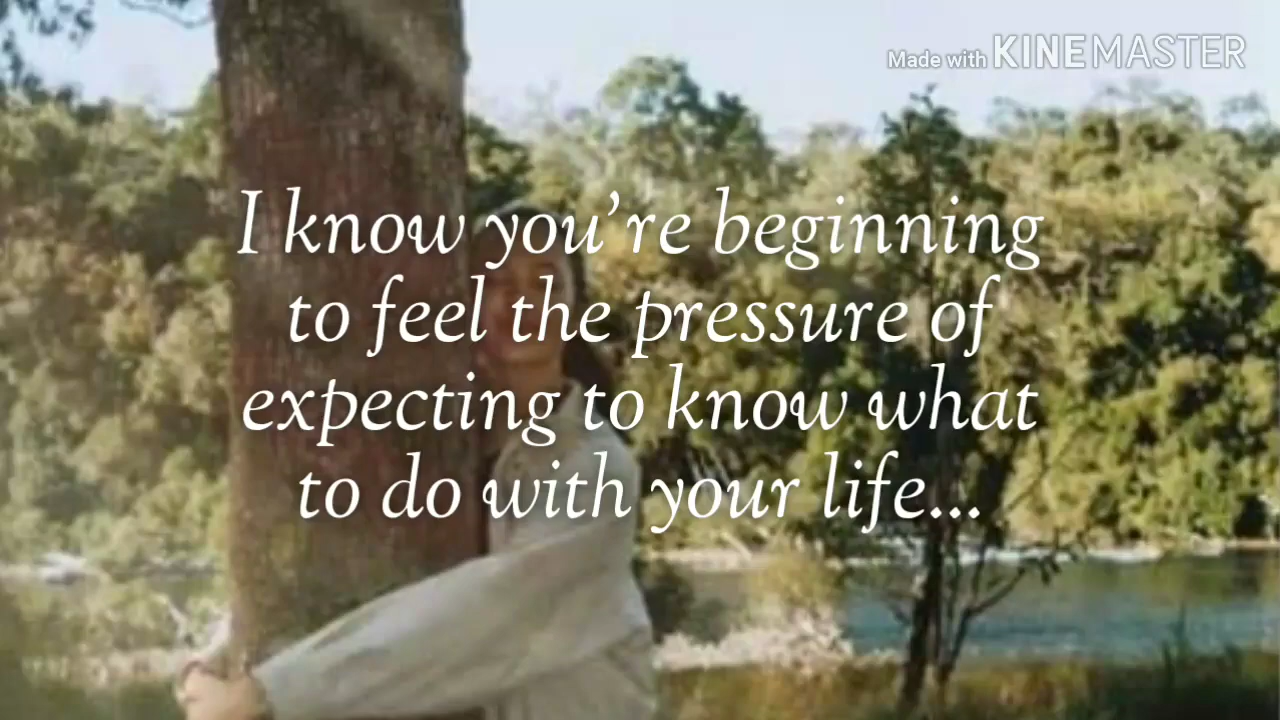 Made with KINEMASTER
I know you're beginning
to feel the pressure of
expecting to know what
to do with your life...